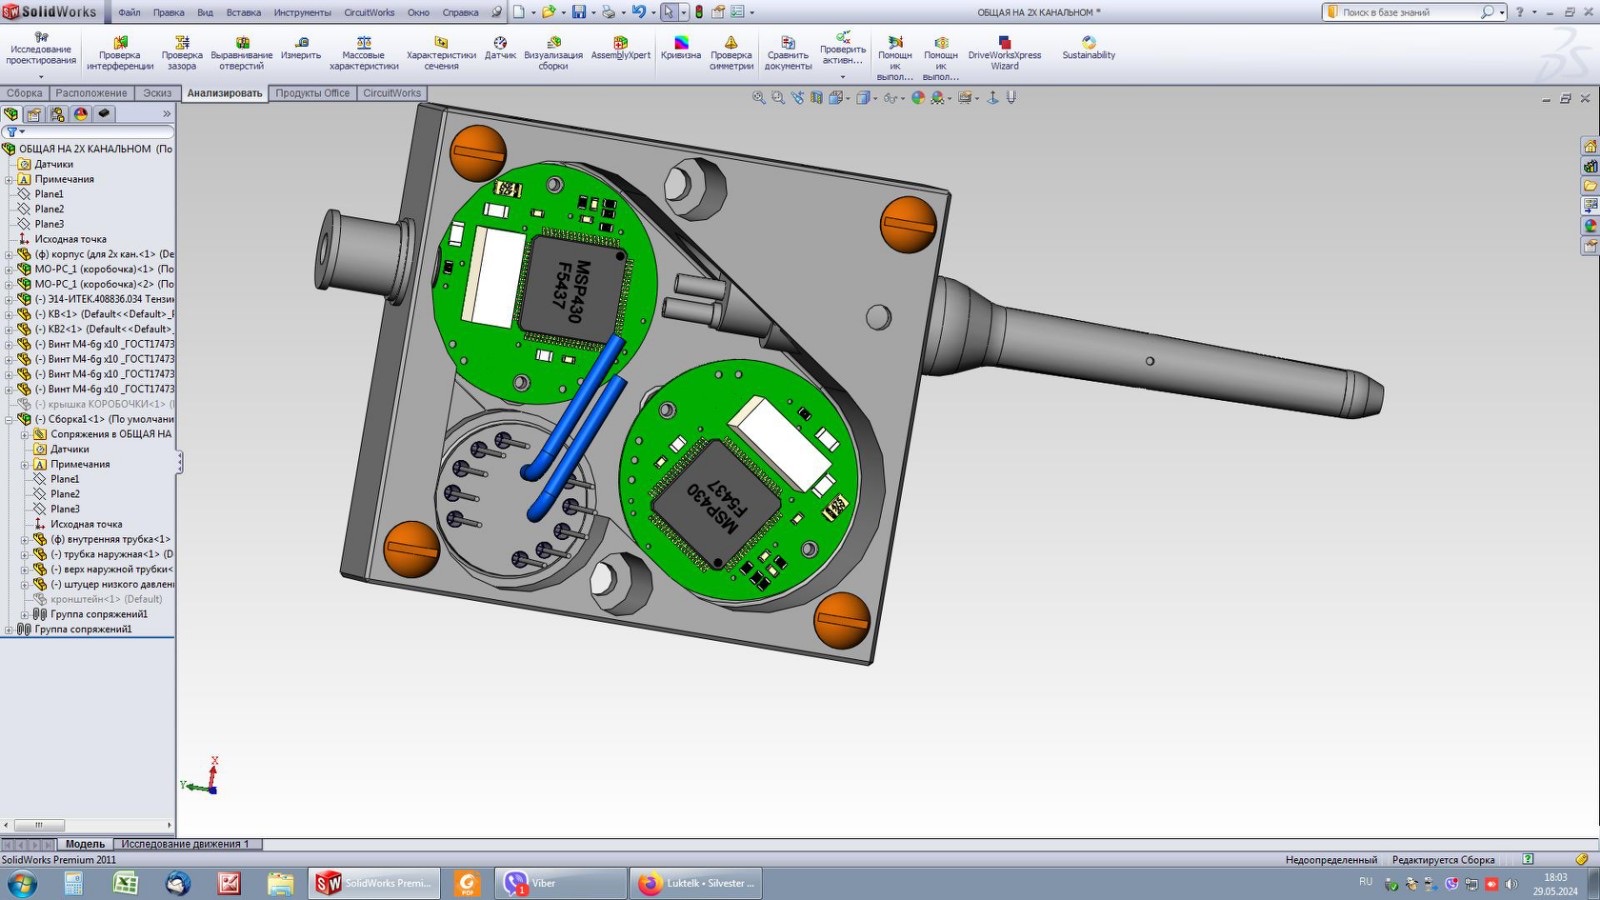 SolidWorks
Файл Правка Вид Вставка Инструменты CircuitWorks Окно Справка
ОБЩАЯ НА 2X КАНАЛЬНОМ *
Поиск в базе знаний
Исследование проектирования
Проверка интерференции
Проверка зазора
Выравнивание отверстий
Измерить
Массовые характеристики
Характеристики сечения
Датчик
Визуализация сборки
AssemblyXpert
Кривизна
Проверка симметрии
Сравнить документы
Проверить активн...
Помощн ик выпол...
Помощн ик выпол...
DriveWorksXpress Wizard
Sustainability
Сборка Расположение Эскиз Анализировать Продукты Office CircuitWorks
ОБЩАЯ НА 2X КАНАЛЬНОМ (По
Датчики
Примечания
Plane1
Plane2
Plane3
Исходная точка
(ф) корпус (для 2х кан.<1> (De
МО-РС_1 (коробочка)<1> (По
МО-РС_1 (коробочка)<2> (По
(-) Э14-ИТЕК.408836.034 Тензи
(-) КВ<1> (Default<<Default>_
(-) КВ2<1> (Default<<Default>_
(-) Винт М4-6g x10 _ГОСТ17473
(-) Винт М4-6g x10 _ГОСТ17473
(-) Винт М4-6g x10 _ГОСТ17473
(-) Винт М4-6g x10 _ГОСТ17473
(-) крышка КОРОБОЧКИ<1> (
(-) Сборка1<1> (По умолчани
Сопряжения в ОБЩАЯ НА
Датчики
Примечания
Plane1
Plane2
Plane3
Исходная точка
(ф) внутренняя трубка<1>
(-) трубка наружная<1> (D
(-) верх наружной трубки<
(-) штуцер низкого давлен
кронштейн<1> (Default)
Группа сопряжений1
Группа сопряжений1
MSP430
F5437
MSP430
F5437
X
Y
Модель Исследование движения 1
SolidWorks Premium 2011
Недоопределенный Редактируется Сборка
SolidWorks Premi...
Viber
1
Luktelk • Silvester ...
RU
18:03
29.05.2024